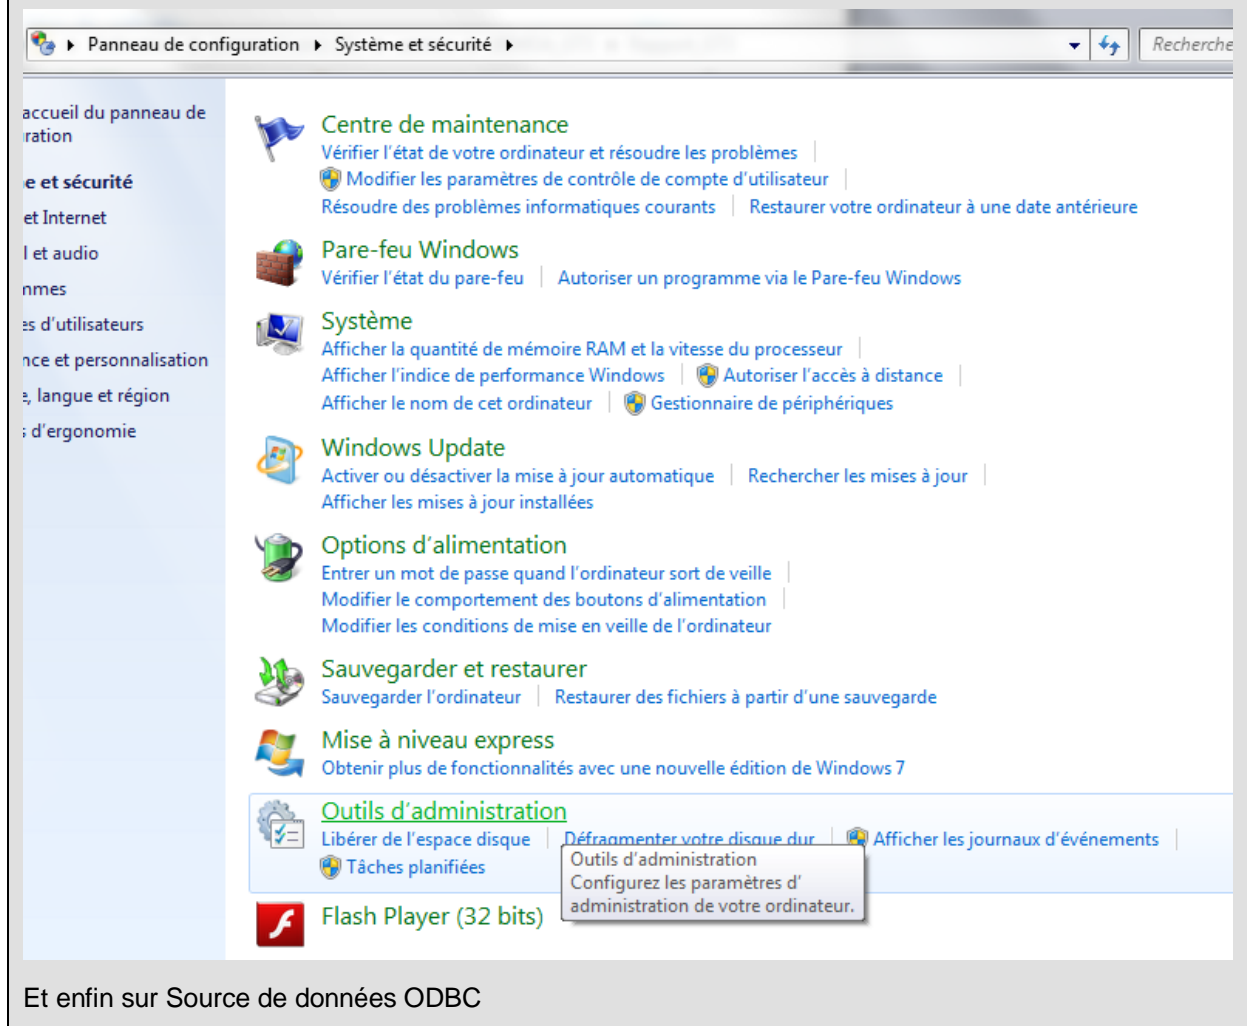 Panneau de configuration Système et sécurité
Recherche
accueil du panneau de
ration
e et sécurité
et Internet
l et audio
mmes
es d'utilisateurs
nce et personnalisation
e, langue et région
s d'ergonomie
Centre de maintenance
Vérifier l'état de votre ordinateur et résoudre les problèmes
Modifier les paramètres de contrôle de compte d'utilisateur
Résoudre des problèmes informatiques courants Restaurer votre ordinateur à une date antérieure
Pare-feu Windows
Vérifier l'état du pare-feu Autoriser un programme via le Pare-feu Windows
Système
Afficher la quantité de mémoire RAM et la vitesse du processeur
Afficher l'indice de performance Windows Autoriser l'accès à distance
Afficher le nom de cet ordinateur Gestionnaire de périphériques
Windows Update
Activer ou désactiver la mise à jour automatique Rechercher les mises à jour
Afficher les mises à jour installées
Options d'alimentation
Entrer un mot de passe quand l'ordinateur sort de veille
Modifier le comportement des boutons d'alimentation
Modifier les conditions de mise en veille de l'ordinateur
Sauvegarder et restaurer
Sauvegarder l'ordinateur Restaurer des fichiers à partir d'une sauvegarde
Mise à niveau express
Obtenir plus de fonctionnalités avec une nouvelle édition de Windows 7
Outils d'administration
Libérer de l'espace disque Défragmenter votre disque dur Afficher les journaux d'événements
Tâches planifiées
Outils d'administration
Configurez les paramètres d'
administration de votre ordinateur.
Flash Player (32 bits)
Et enfin sur Source de données ODBC